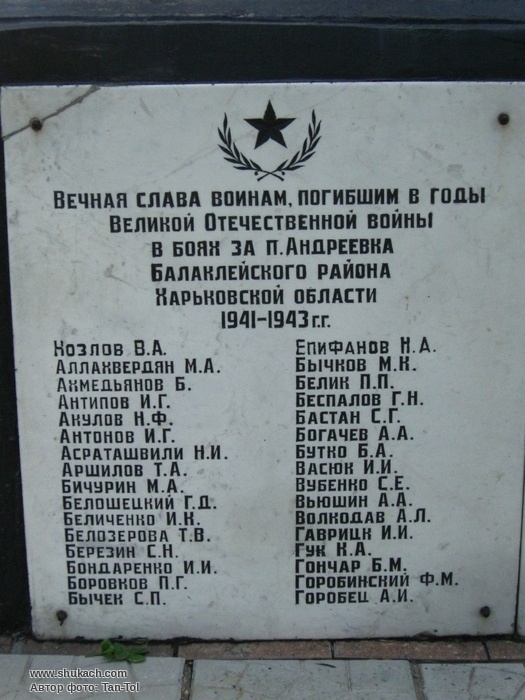 Вечная слава воинам, погибшим в годы
Великой Отечественной войны
в боях за п. Андреевка
Балаклейского района
Харьковской области
1941-1943 г.г.
Козлов В.А.
Аллахвердян М.А.
Ахмедьянов Б.
Антипов И.Г.
Акулов Н.Ф.
Антонов И.Г.
Асраташвили Н.И.
Аршилов Т.А.
Бичурин М.А.
Белошецкий Г.Д.
Беличенко И.К.
Белозерова Т.В.
Березин С.Н.
Бондаренко И.И.
Боровков П.Г.
Бычек С.П.
Епифанов Н.Д.
Бычков М.К.
Белик П.П.
Беспалов Г.Н.
Бастан С.Г.
Богачев А.А.
Бутко Б.А.
Васюк И.И.
Вубенко С.Е.
Вьюшин А.А.
Волкодав А.Л.
Гаврицк И.И.
Гук К.А.
Гончар Б.М.
Горобинский Ф.М.
Горобец А.И.
www.shukach.com
Автор фото: Tan-Tol